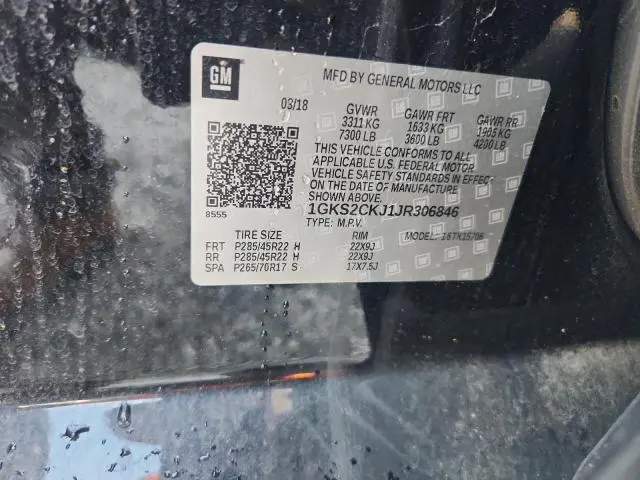 GM
MFD BY GENERAL MOTORS LLC
03/18 GVWR GAWR FRT GAWR RR
3311 KG 1633 KG 1905 KG
7300 LB 3600 LB 4200 LB
THIS VEHICLE CONFORMS TO ALL
APPLICABLE U.S. FEDERAL MOTOR
VEHICLE SAFETY STANDARDS IN
EFFECT ON THE DATE OF
MANUFACTURE SHOWN ABOVE.
8555 1GKS2CKJ1JR306846
TYPE: M.P.V. MODEL: 1STK15706
TIRE SIZE RIM
FRT P285/45R22 H 22X9J
RR P285/45R22 H 22X9J
SPA P265/70R17 S 17X7.5J